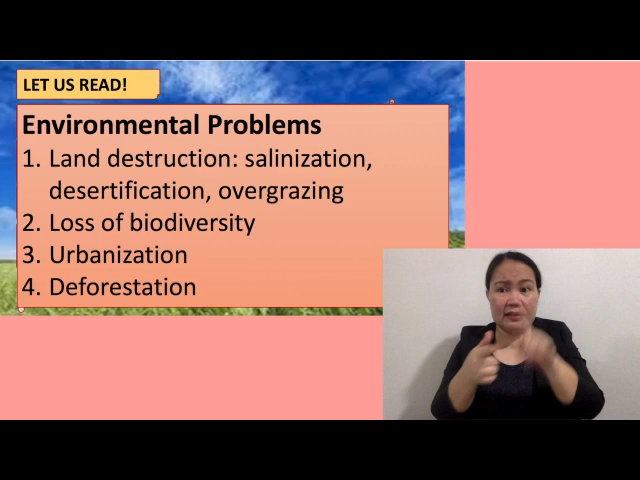 LET US READ!
Environmental Problems
1. Land destruction: salinization,
desertification, overgrazing
2. Loss of biodiversity
3. Urbanization
4. Deforestation